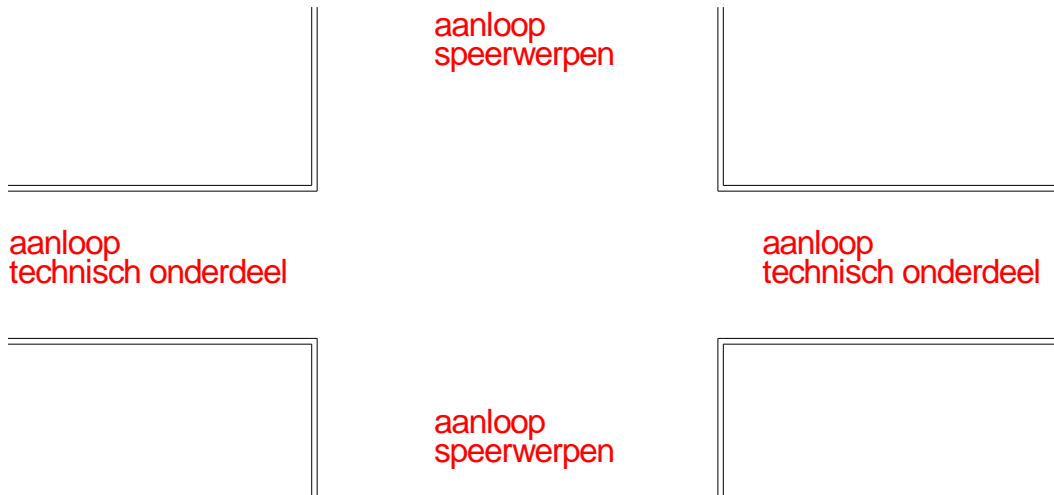 aanloop
speerwerpen
aanloop
technisch onderdeel
aanloop
technisch onderdeel
aanloop
speerwerpen